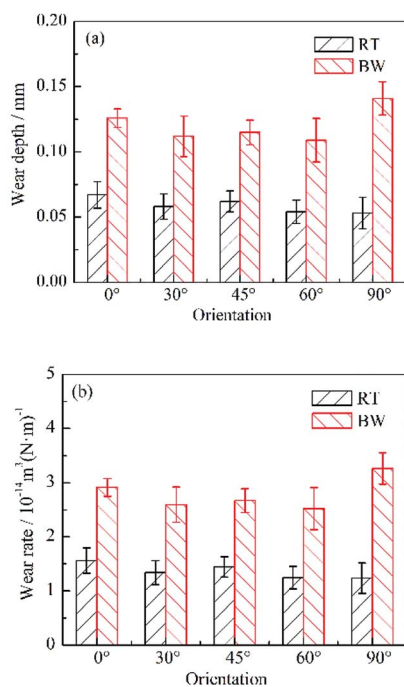 (a)
RT
BW
0.20
0.15
0.10
0.05
0.00
Wear depth / mm
0° 30° 45° 60° 90°
Orientation
(b)
RT
BW
5
4
3
2
1
0
Wear rate / 10⁻¹⁴ m³(N·m)⁻¹
0° 30° 45° 60° 90°
Orientation